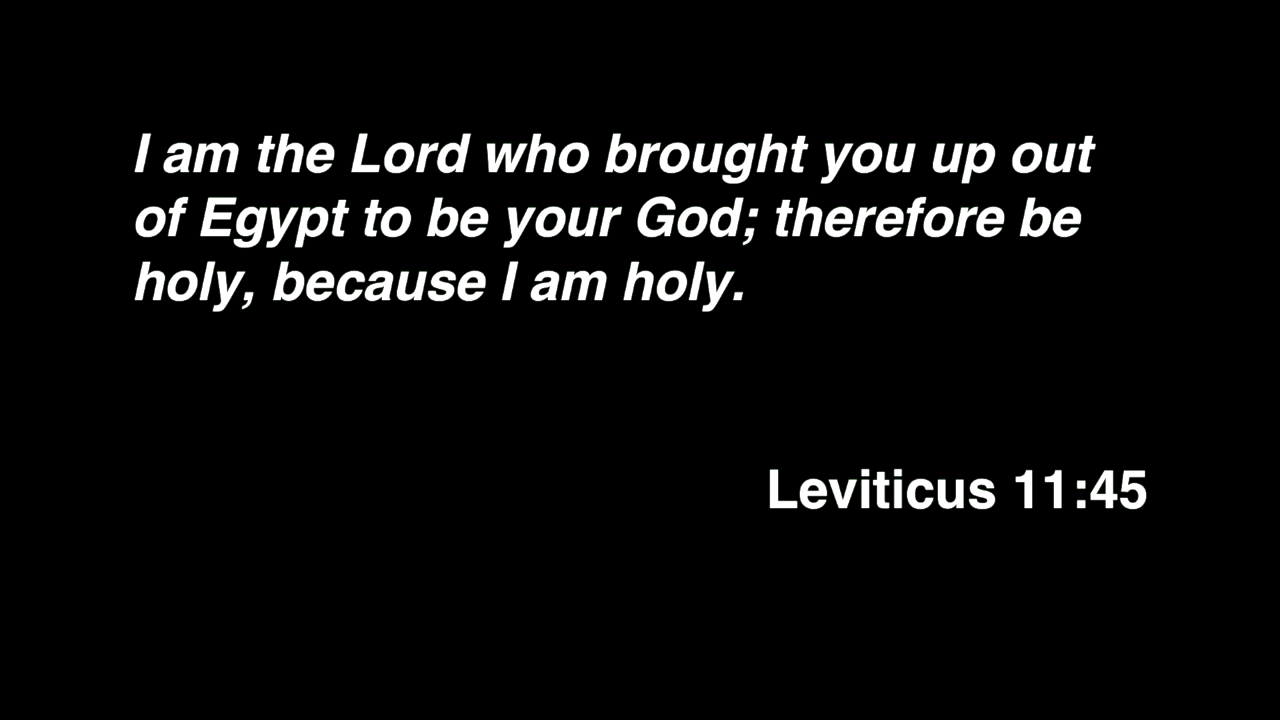 I am the Lord who brought you up out
of Egypt to be your God; therefore be
holy, because I am holy.
Leviticus 11:45